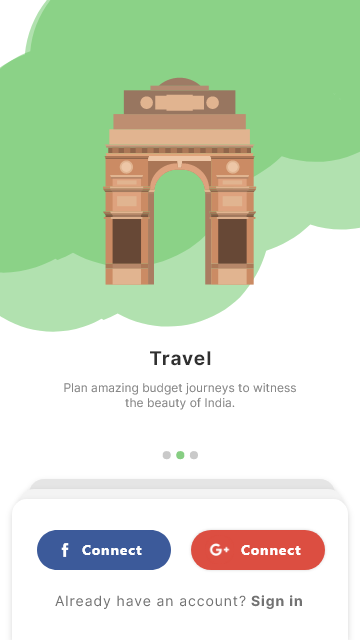 Travel
Plan amazing budget journeys to witness
the beauty of India.
f Connect
G+ Connect
Already have an account? Sign in